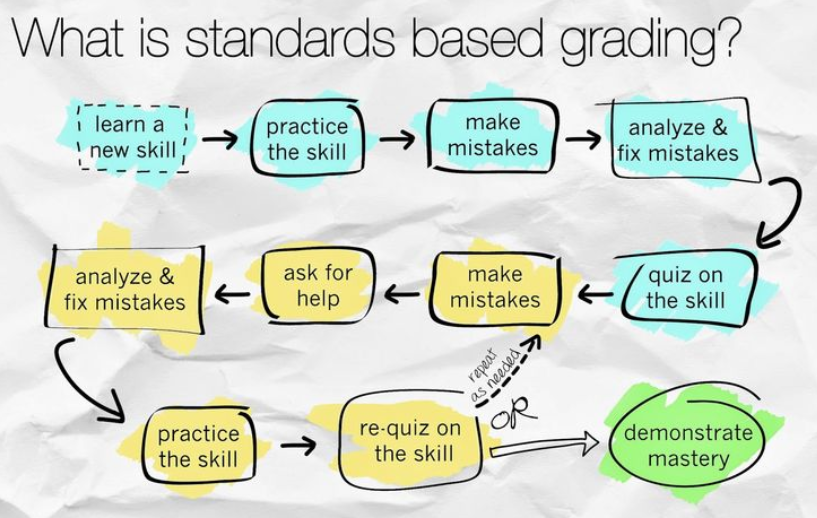 What is standards based grading?
learn a
new skill
practice
the skill
make
mistakes
analyze &
fix mistakes
quiz on
the skill
make
mistakes
ask for
help
analyze &
fix mistakes
practice
the skill
re-quiz on
the skill
repeat
as needed
OR
demonstrate
mastery